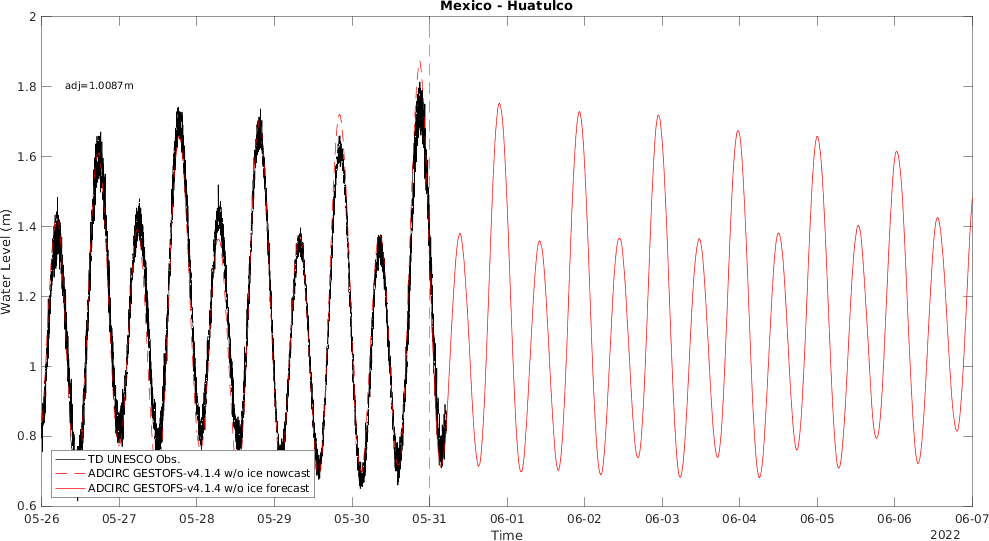 Mexico - Huatulco
2
1.8
1.6
1.4
1.2
1
0.8
0.6
Water Level (m)
adj=1.0087m
TD UNESCO Obs.
ADCIRC GESTOFS-v4.1.4 w/o ice nowcast
ADCIRC GESTOFS-v4.1.4 w/o ice forecast
05-26 05-27 05-28 05-29 05-30 05-31 06-01 06-02 06-03 06-04 06-05 06-06 06-07
Time
2022